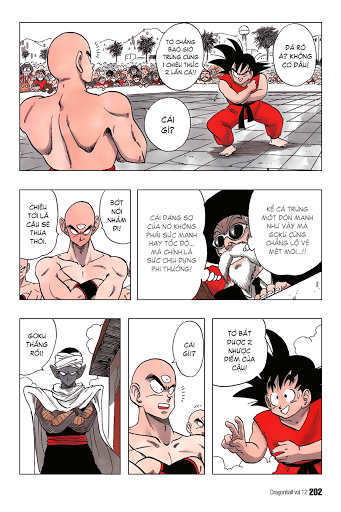 TỚ CHẲNG
BAO GIỜ
TRÚNG CÙNG
1 CHIÊU THỨC
2 LẦN CẢ!!
ĐÃ RÕ
À? KHÔNG
CÓ ĐÂU!
CÁI
GÌ?
CHIÊU
TỚI LÀ
CẬU SẼ
THUA
THÔI.
BỚT
NÓI
NHẢM
ĐI!
CÁI ĐÁNG SỢ
CỦA NÓ KHÔNG
PHẢI SỨC MẠNH
HAY TỐC ĐỘ...
MÀ CHÍNH LÀ
SỨC CHỊU ĐỰNG
PHI THƯỜNG!
KỂ CẢ TRÚNG
MỘT ĐÒN MẠNH
NHƯ VẬY MÀ
GOKU CŨNG
CHẲNG LỘ VẺ
MỆT MỎI...!!
GOKU
THẮNG
RỒI!
CÁI
GÌ?
TỚ BẮT
ĐƯỢC 2
NHƯỢC
ĐIỂM CỦA
CẬU!
Dragonball vol.12 202